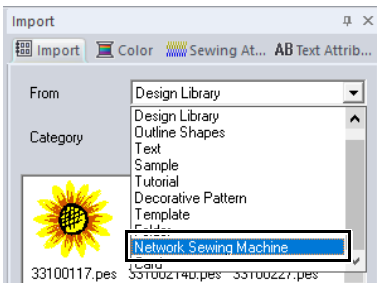 Import
Import Color Sewing At... AB Text Attrib...
From Design Library
Design Library
Outline Shapes
Category
Text
Sample
Tutorial
Decorative Pattern
Template
Folder
Network Sewing Machine
Card
33100117.pes 33100214b.pes 33100227.pes